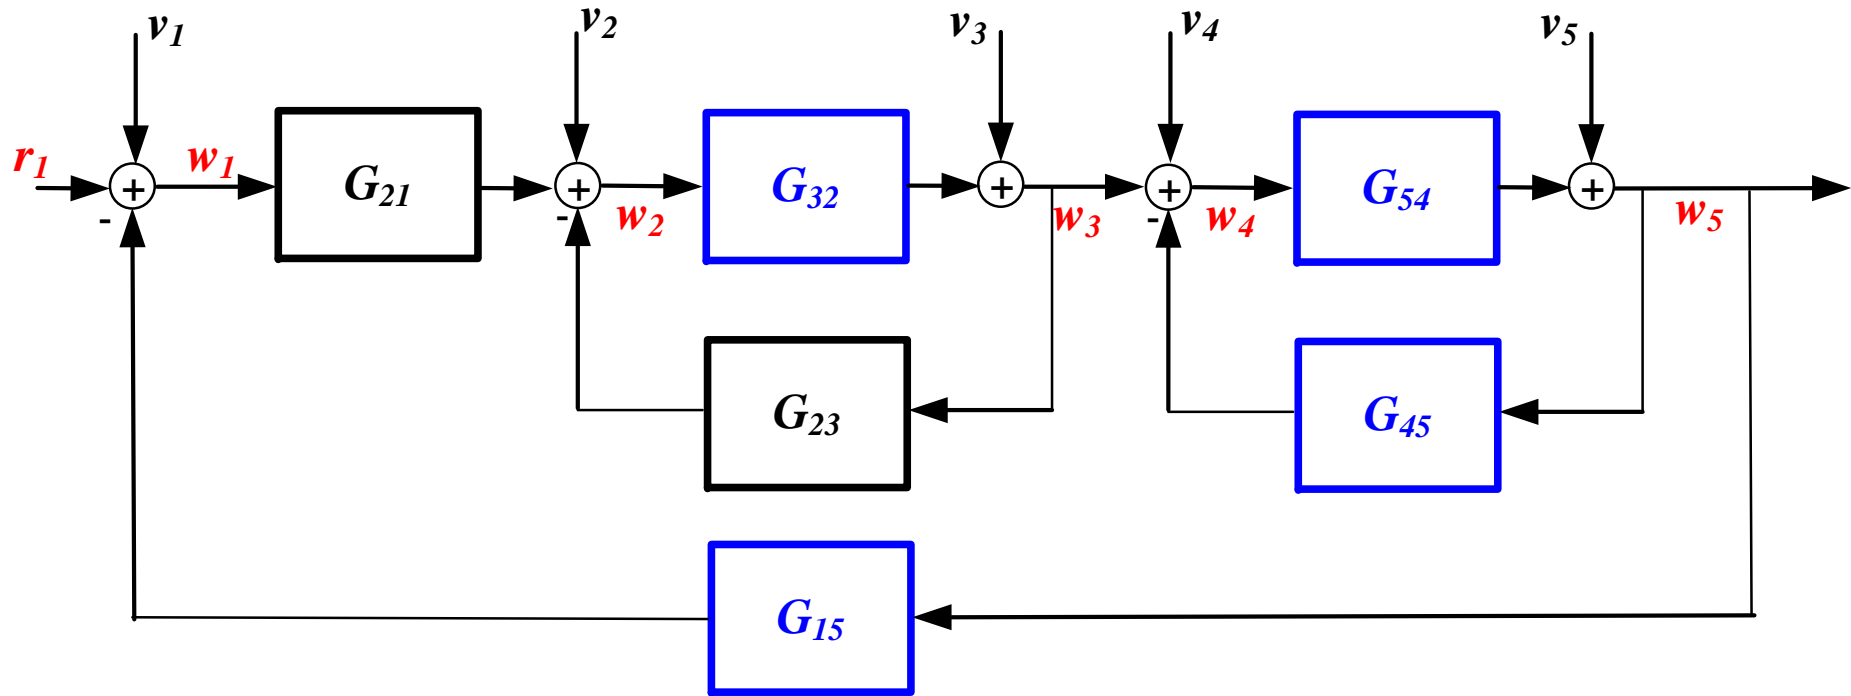 v1 v2 v3 v4 v5
r1 + - w1 G21 + - w2 G32 + w3 + - w4 G54 + w5
G23 G45
G15